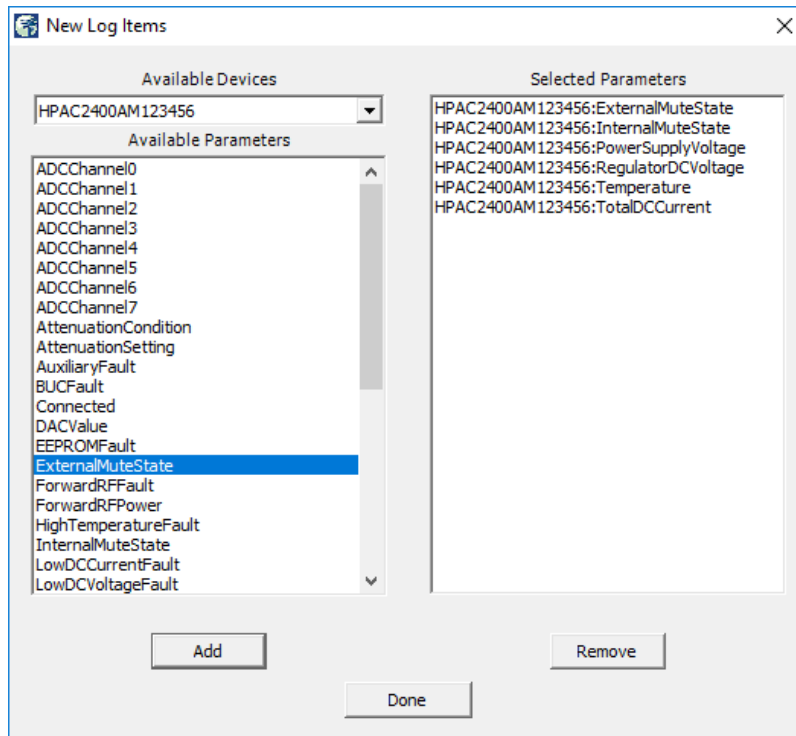 New Log Items
Available Devices
HPAC2400AM123456
Available Parameters
ADCChannel0
ADCChannel1
ADCChannel2
ADCChannel3
ADCChannel4
ADCChannel5
ADCChannel6
ADCChannel7
AttenuationCondition
AttenuationSetting
AuxiliaryFault
BUCFault
Connected
DACValue
EEPROMFault
ExternalMuteState
ForwardRFFault
ForwardRFPower
HighTemperatureFault
InternalMuteState
LowDCCurrentFault
LowDCVoltageFault
Add
Selected Parameters
HPAC2400AM123456:ExternalMuteState
HPAC2400AM123456:InternalMuteState
HPAC2400AM123456:PowerSupplyVoltage
HPAC2400AM123456:RegulatorDCVoltage
HPAC2400AM123456:Temperature
HPAC2400AM123456:TotalDCCurrent
Remove
Done